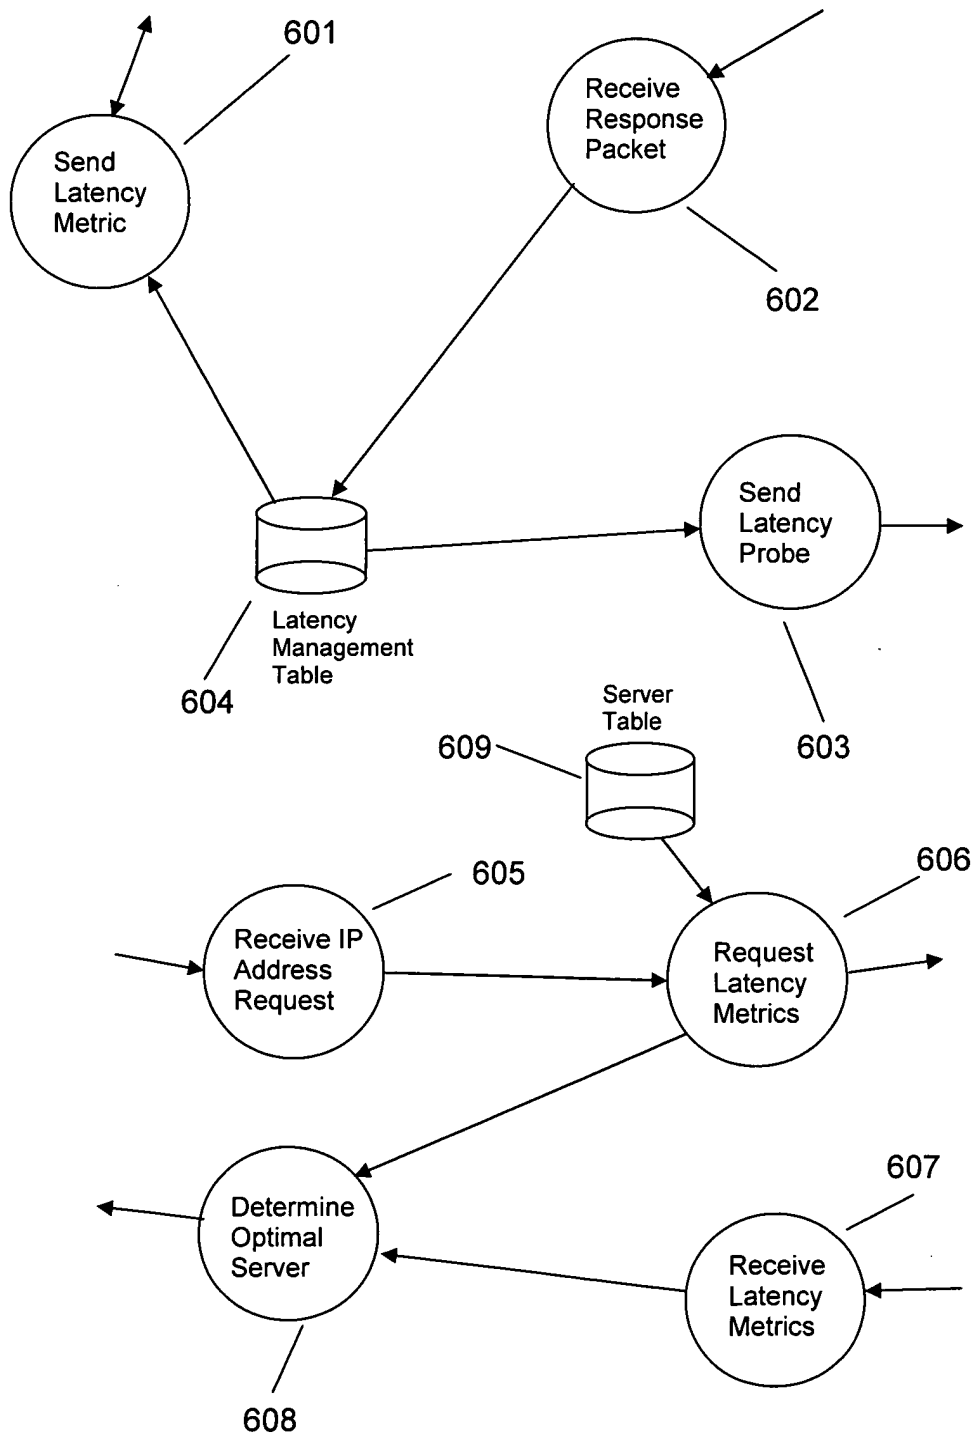 601
Send
Latency
Metric
Receive
Response
Packet
602
Send
Latency
Probe
603
Latency
Management
Table
604
Server
Table
609
605
Receive IP
Address
Request
606
Request
Latency
Metrics
607
Determine
Optimal
Server
608
Receive
Latency
Metrics